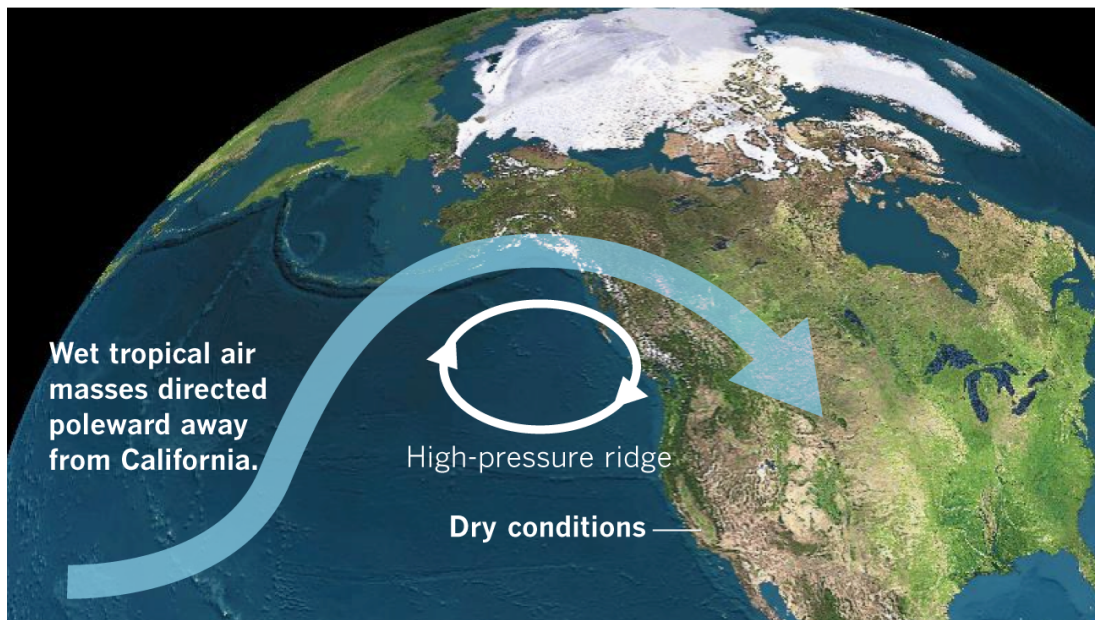 Wet tropical air
masses directed
poleward away
from California.
High-pressure ridge
Dry conditions